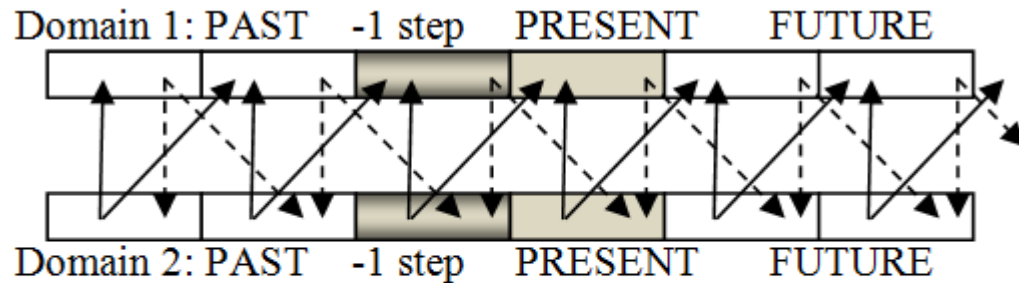 Domain 1: PAST -1 step PRESENT FUTURE
Domain 2: PAST -1 step PRESENT FUTURE